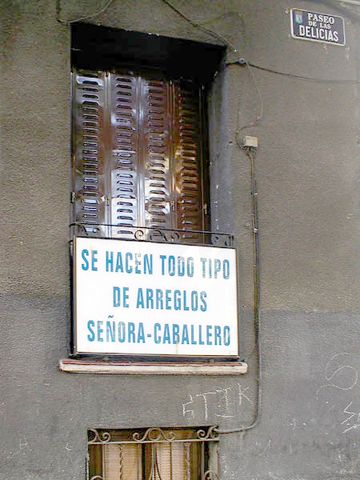 PASEO
DE LAS
DELICIAS
SE HACEN TODO TIPO
DE ARREGLOS
SEÑORA-CABALLERO